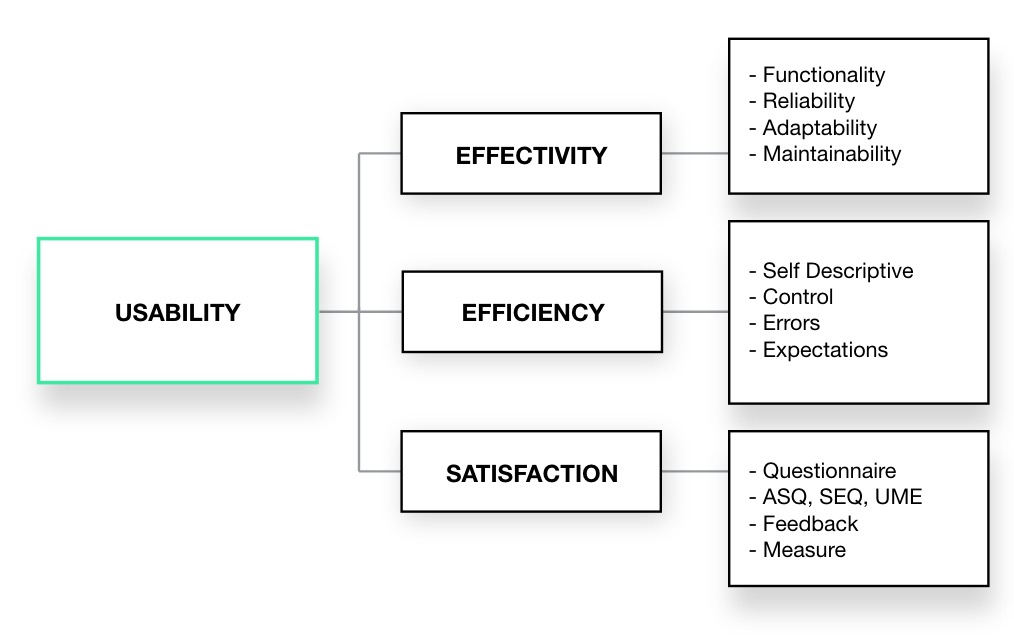 USABILITY
EFFECTIVITY
- Functionality
- Reliability
- Adaptability
- Maintainability
EFFICIENCY
- Self Descriptive
- Control
- Errors
- Expectations
SATISFACTION
- Questionnaire
- ASQ, SEQ, UME
- Feedback
- Measure